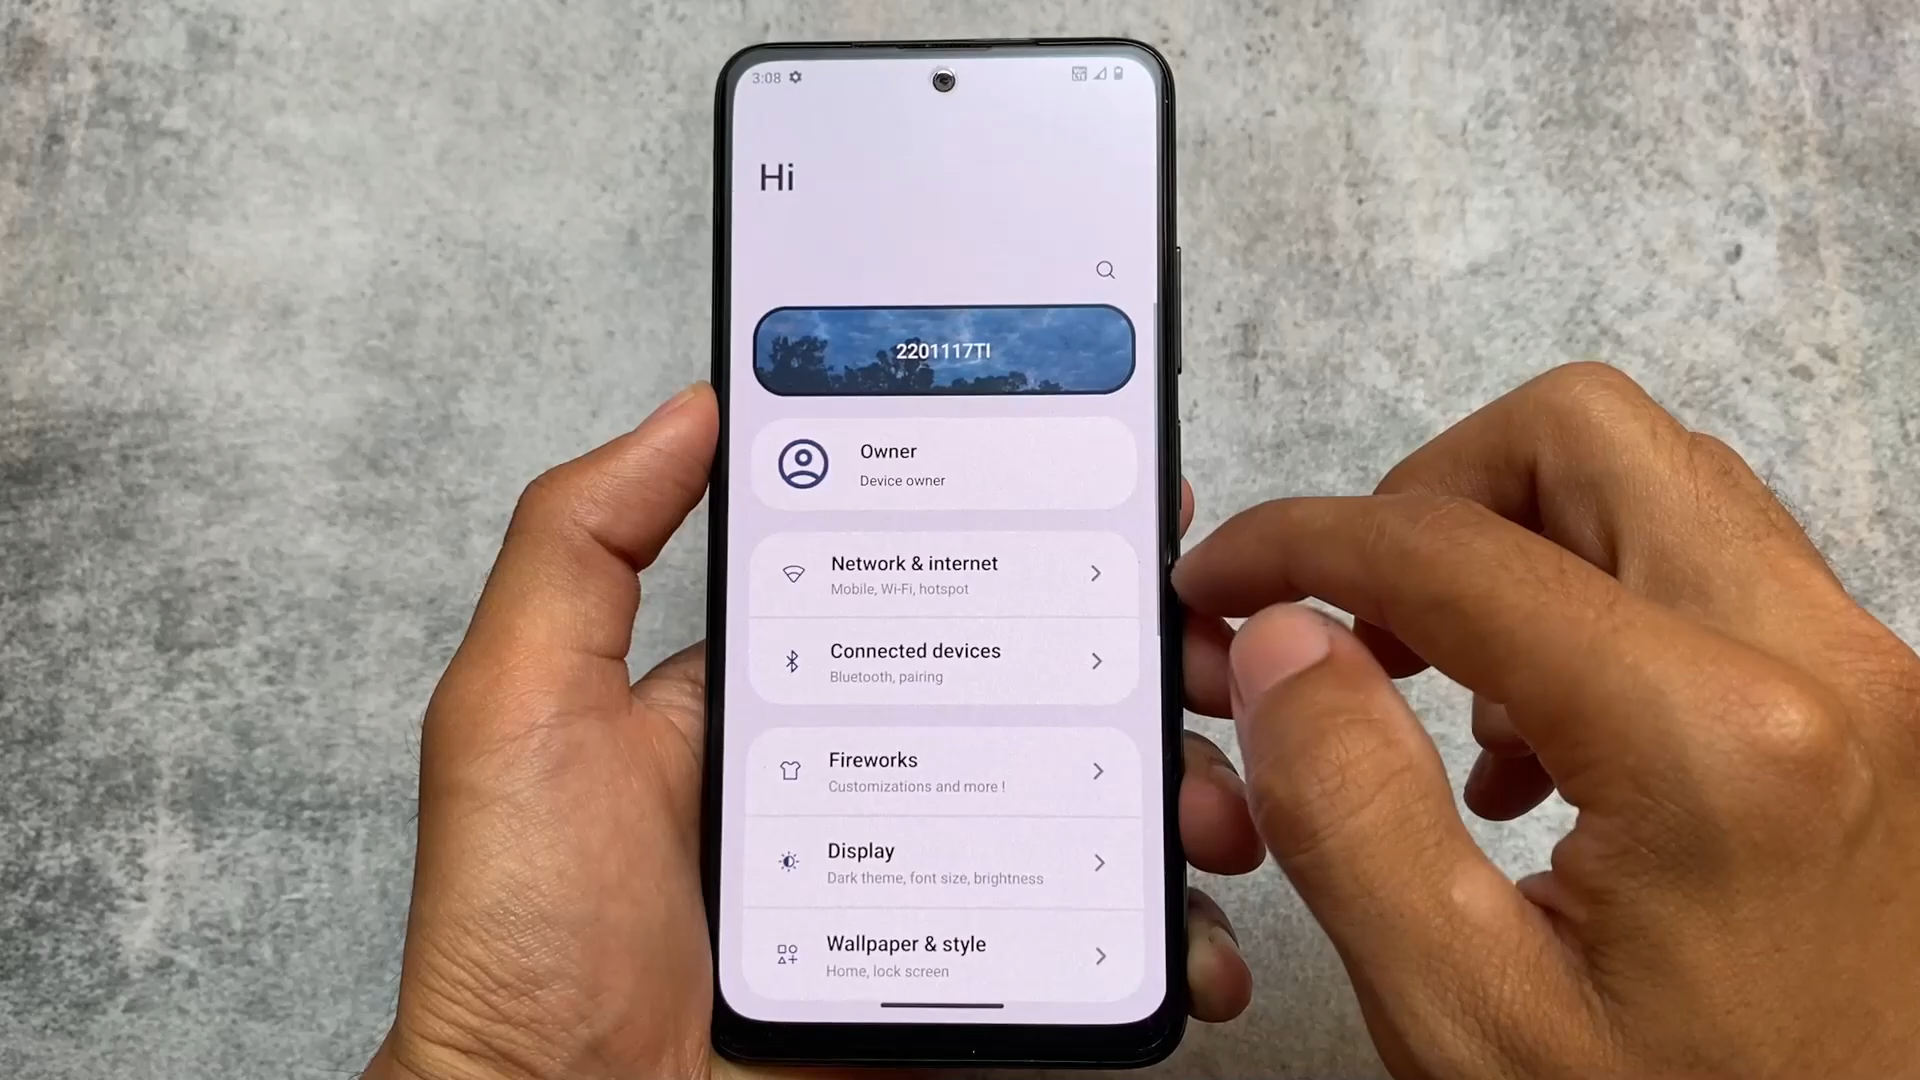 3:08
Hi
2201117TI
Owner
Device owner
Network & internet
Mobile, Wi-Fi, hotspot
Connected devices
Bluetooth, pairing
Fireworks
Customizations and more !
Display
Dark theme, font size, brightness
Wallpaper & style
Home, lock screen